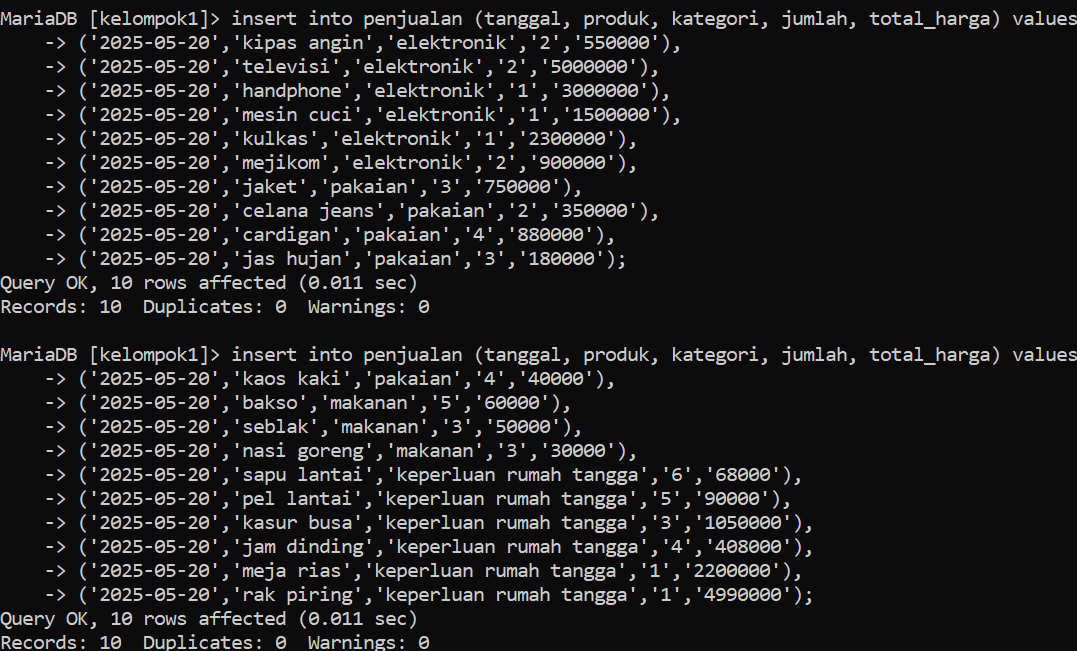 MariaDB [kelompok1]> insert into penjualan (tanggal, produk, kategori, jumlah, total_harga) values
    -> ('2025-05-20','kipas angin','elektronik','2','550000'),
    -> ('2025-05-20','televisi','elektronik','2','5000000'),
    -> ('2025-05-20','handphone','elektronik','1','3000000'),
    -> ('2025-05-20','mesin cuci','elektronik','1','1500000'),
    -> ('2025-05-20','kulkas','elektronik','1','2300000'),
    -> ('2025-05-20','mejikom','elektronik','2','900000'),
    -> ('2025-05-20','jaket','pakaian','3','750000'),
    -> ('2025-05-20','celana jeans','pakaian','2','350000'),
    -> ('2025-05-20','cardigan','pakaian','4','880000'),
    -> ('2025-05-20','jas hujan','pakaian','3','180000');
Query OK, 10 rows affected (0.011 sec)
Records: 10  Duplicates: 0  Warnings: 0
MariaDB [kelompok1]> insert into penjualan (tanggal, produk, kategori, jumlah, total_harga) values
    -> ('2025-05-20','kaos kaki','pakaian','4','40000'),
    -> ('2025-05-20','bakso','makanan','5','60000'),
    -> ('2025-05-20','seblak','makanan','3','50000'),
    -> ('2025-05-20','nasi goreng','makanan','3','30000'),
    -> ('2025-05-20','sapu lantai','keperluan rumah tangga','6','68000'),
    -> ('2025-05-20','pel lantai','keperluan rumah tangga','5','90000'),
    -> ('2025-05-20','kasur busa','keperluan rumah tangga','3','1050000'),
    -> ('2025-05-20','jam dinding','keperluan rumah tangga','4','408000'),
    -> ('2025-05-20','meja rias','keperluan rumah tangga','1','2200000'),
    -> ('2025-05-20','rak piring','keperluan rumah tangga','1','4990000');
Query OK, 10 rows affected (0.011 sec)
Records: 10  Duplicates: 0  Warnings: 0